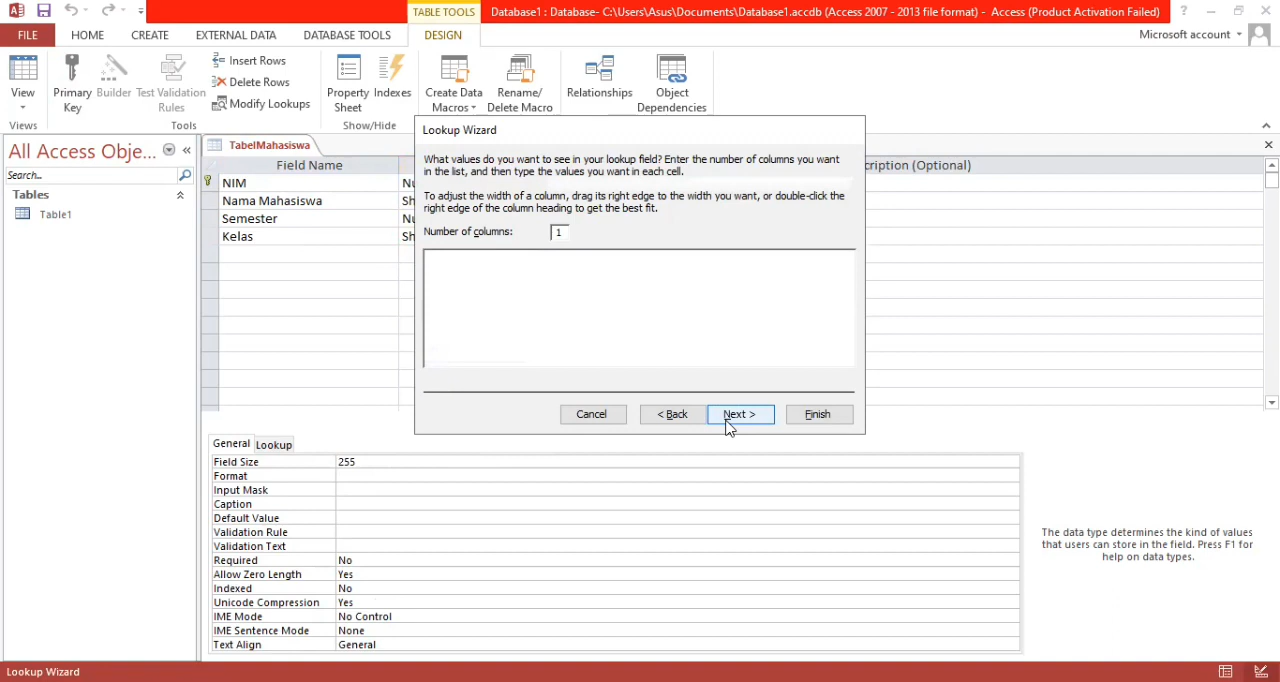 TABLE TOOLS
Database1 : Database- C:\Users\Asus\Documents\Database1.accdb (Access 2007 - 2013 file format) - Access (Product Activation Failed)
?
FILE
HOME
CREATE
EXTERNAL DATA
DATABASE TOOLS
DESIGN
Microsoft account
View
Primary Key
Builder
Test Validation Rules
Insert Rows
Delete Rows
Modify Lookups
Property Sheet
Indexes
Create Data Macros
Rename/ Delete Macro
Relationships
Object Dependencies
Views
Tools
Show/Hide
All Access Obje...
Search...
Tables
Table1
TabelMahasiswa
Field Name
cription (Optional)
NIM
Nu
Nama Mahasiswa
Sh
Semester
Nu
Kelas
Sh
Lookup Wizard
What values do you want to see in your lookup field? Enter the number of columns you want
in the list, and then type the values you want in each cell.
To adjust the width of a column, drag its right edge to the width you want, or double-click the
right edge of the column heading to get the best fit.
Number of columns: 1
Cancel
< Back
Next >
Finish
General
Lookup
Field Size 255
Format
Input Mask
Caption
Default Value
Validation Rule
Validation Text
Required No
Allow Zero Length Yes
Indexed No
Unicode Compression Yes
IME Mode No Control
IME Sentence Mode None
Text Align General
The data type determines the kind of values
that users can store in the field. Press F1 for
help on data types.
Lookup Wizard